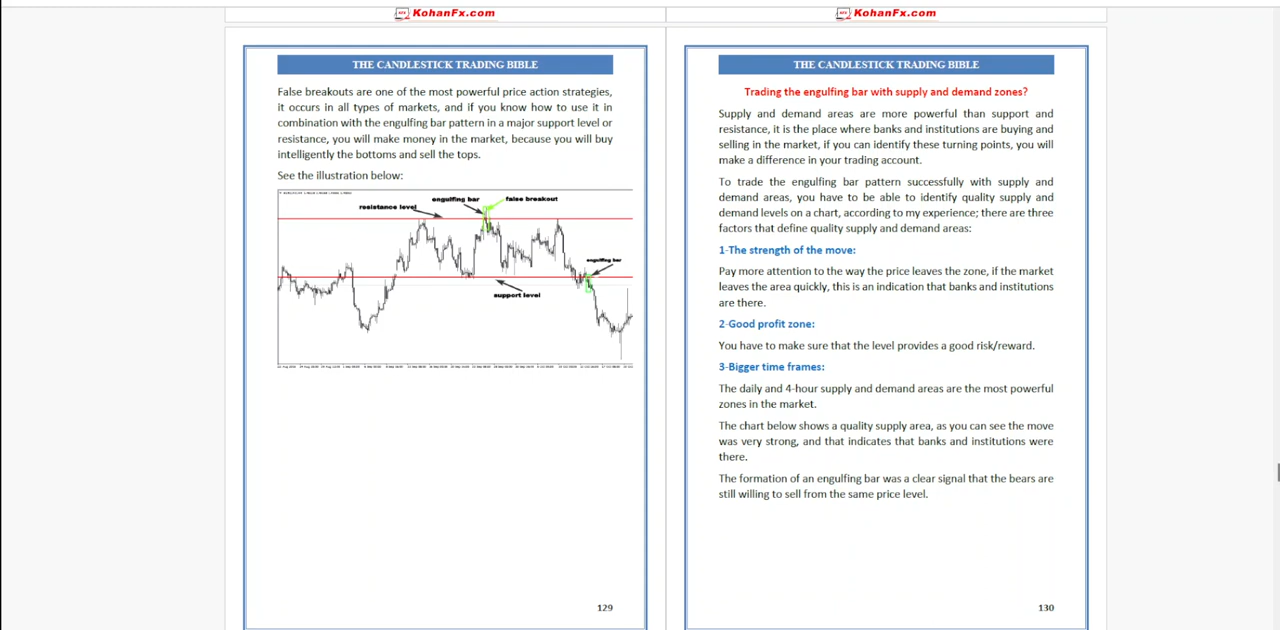 KohanFx.com
THE CANDLESTICK TRADING BIBLE
False breakouts are one of the most powerful price action strategies,
it occurs in all types of markets, and if you know how to use it in
combination with the engulfing bar pattern in a major support level or
resistance, you will make money in the market, because you will buy
intelligently the bottoms and sell the tops.
See the illustration below:
engulfing bar
false breakout
resistance level
engulfing bar
support level
129
KohanFx.com
THE CANDLESTICK TRADING BIBLE
Trading the engulfing bar with supply and demand zones?
Supply and demand areas are more powerful than support and
resistance, it is the place where banks and institutions are buying and
selling in the market, if you can identify these turning points, you will
make a difference in your trading account.
To trade the engulfing bar pattern successfully with supply and
demand areas, you have to be able to identify quality supply and
demand levels on a chart, according to my experience; there are three
factors that define quality supply and demand areas:
1-The strength of the move:
Pay more attention to the way the price leaves the zone, if the market
leaves the area quickly, this is an indication that banks and institutions
are there.
2-Good profit zone:
You have to make sure that the level provides a good risk/reward.
3-Bigger time frames:
The daily and 4-hour supply and demand areas are the most powerful
zones in the market.
The chart below shows a quality supply area, as you can see the move
was very strong, and that indicates that banks and institutions were
there.
The formation of an engulfing bar was a clear signal that the bears are
still willing to sell from the same price level.
130